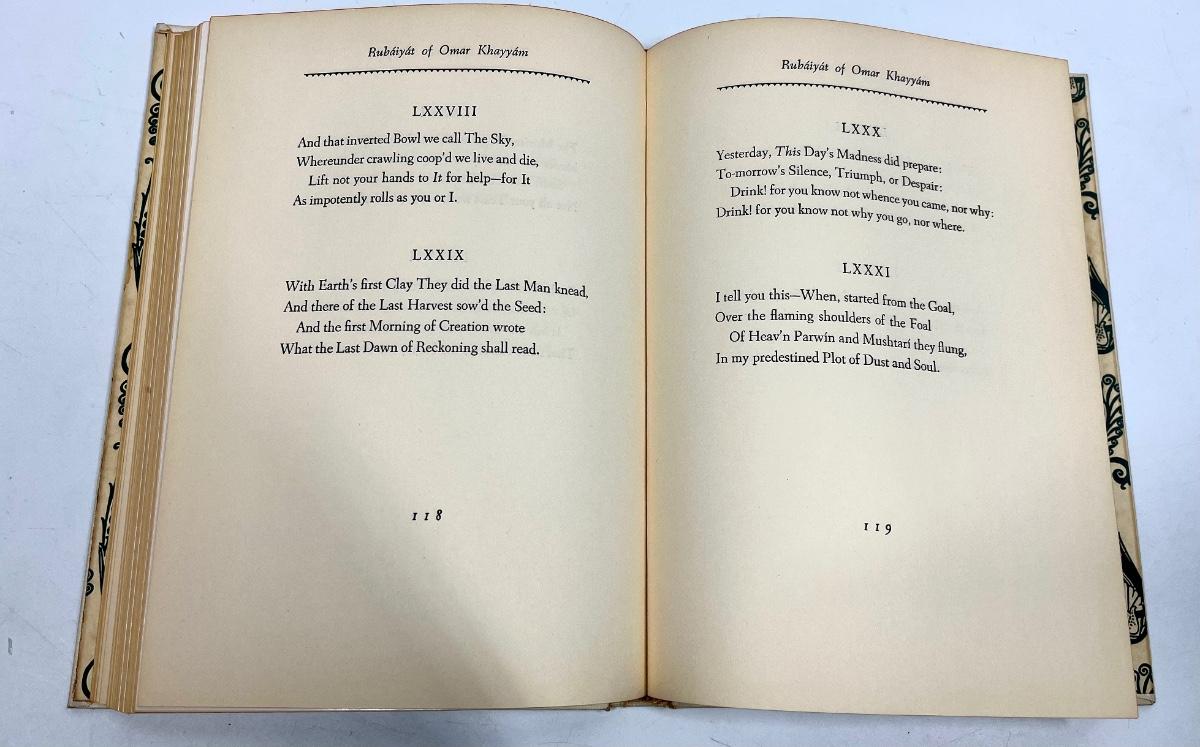 Rubáiyát of Omar Khayyám
LXXVIII
And that inverted Bowl we call The Sky,
Whereunder crawling coop'd we live and die,
Lift not your hands to It for help—for It
As impotently rolls as you or I.
LXXIX
With Earth's first Clay They did the Last Man knead,
And there of the Last Harvest sow'd the Seed:
And the first Morning of Creation wrote
What the Last Dawn of Reckoning shall read.
118
Rubáiyát of Omar Khayyám
LXXX
Yesterday, This Day's Madness did prepare:
To-morrow's Silence, Triumph, or Despair:
Drink! for you know not whence you came, nor why:
Drink! for you know not why you go, nor where.
LXXXI
I tell you this—When, started from the Goal,
Over the flaming shoulders of the Foal
Of Heav'n Parwín and Mushtarí they flung,
In my predestined Plot of Dust and Soul.
119